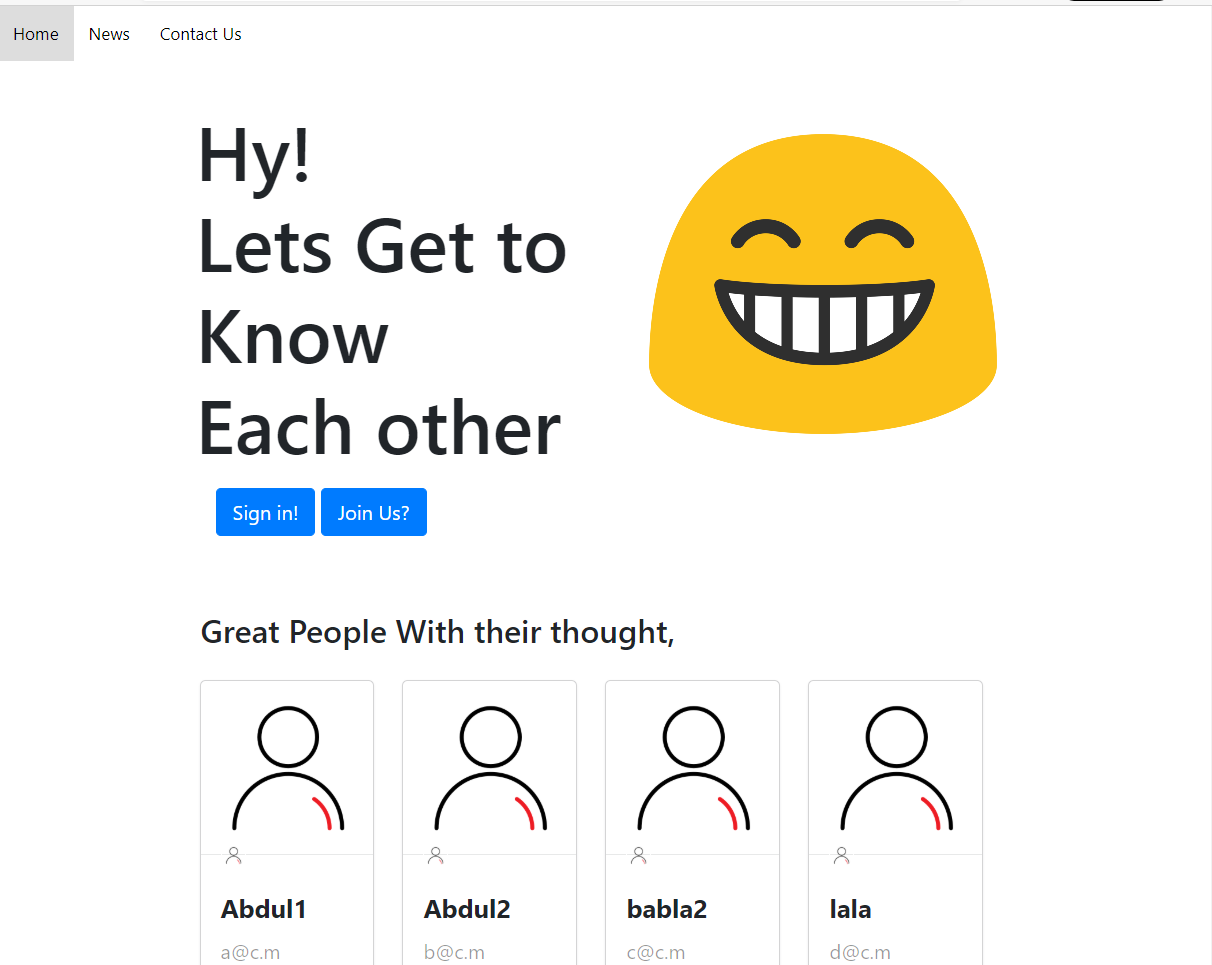 Home News Contact Us
Hy!
Lets Get to
Know
Each other
Sign in! Join Us?
Great People With their thought,
Abdul1 Abdul2 babla2 lala
a@c.m b@c.m c@c.m d@c.m